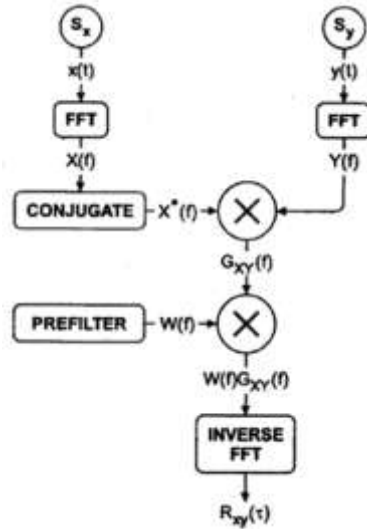 Sx Sy
x(t) y(t)
FFT FFT
X(f) Y(f)
CONJUGATE X*(f)
GXY(f)
PREFILTER W(f)
W(f)GXY(f)
INVERSE
FFT
Rxy(τ)